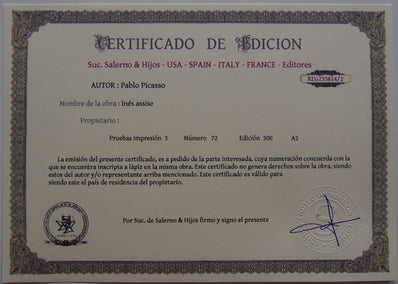 CERTIFICADO DE EDICION
Suc. Salerno & Hijos - USA - SPAIN - ITALY - FRANCE - Editores
REG235814/2
AUTOR : Pablo Picasso
Nombre de la obra : Inés assise
Propietario :
Pruebas impresión 3 Número 72 Edición 300 A2
La emisión del presente certificado, es a pedido de la parte interesada, cuya numeración concuerda con la
que se encuentra inscripta a lápiz en la misma obra. Este certificado no genera derechos sobre la obra, siendo
estos del autor y/o representante arriba mencionado. Este certificado es válido para
siendo este el país de residencia del propietario.
Por Suc. de Salerno & Hijos firmo y signo el presente